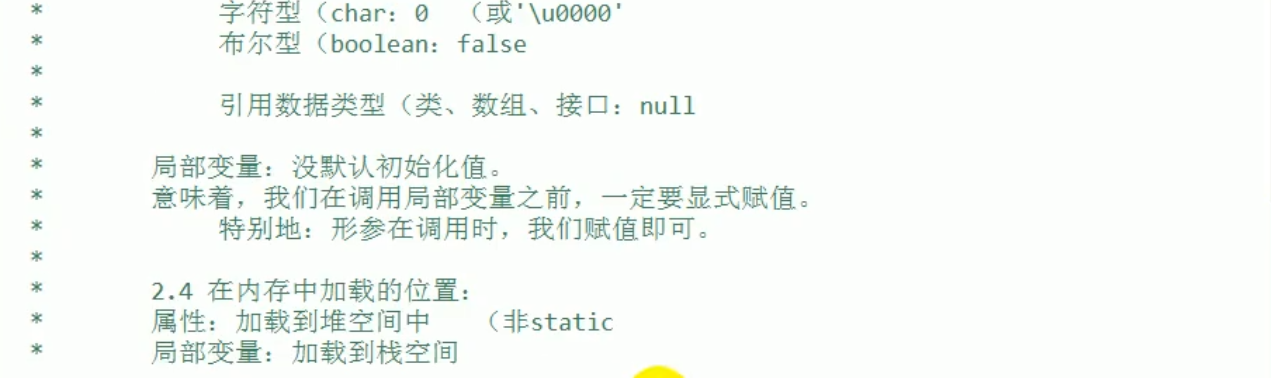 * 字符型（char：0 （或'\u0000'
* 布尔型（boolean：false
*
* 引用数据类型（类、数组、接口：null
*
* 局部变量：没默认初始化值。
* 意味着，我们在调用局部变量之前，一定要显式赋值。
* 特别地：形参在调用时，我们赋值即可。
*
* 2.4 在内存中加载的位置：
* 属性：加载到堆空间中 （非static
* 局部变量：加载到栈空间